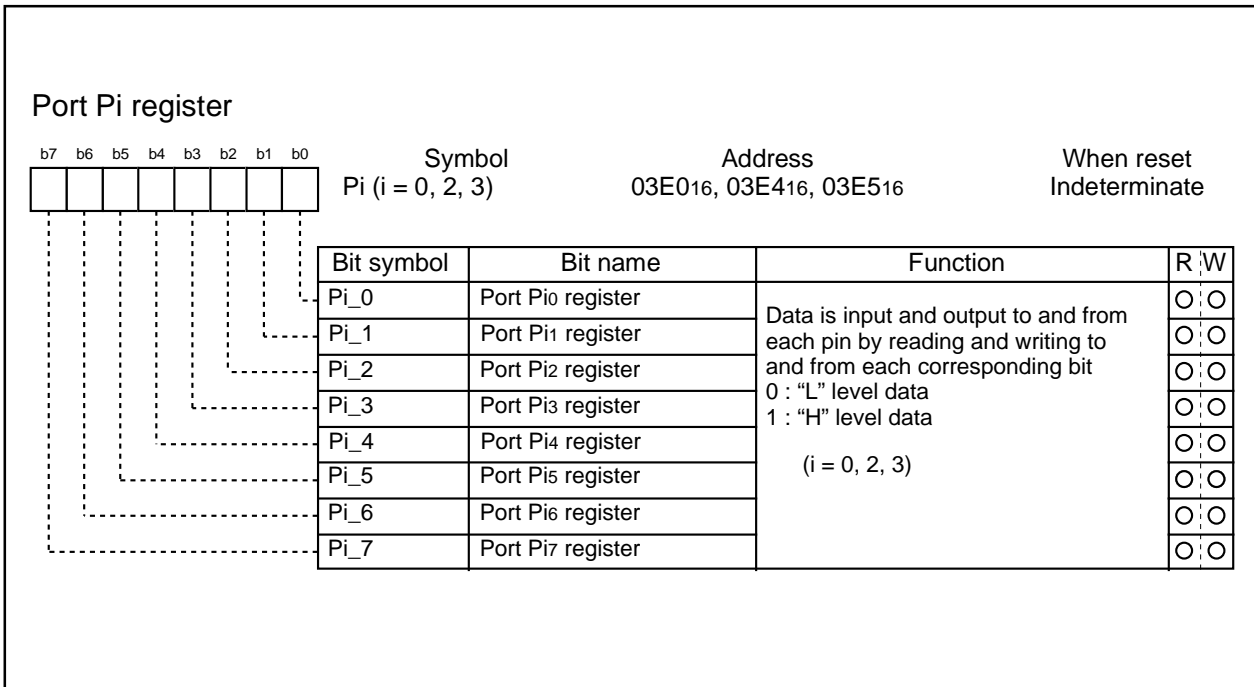 Port Pi register
b7 b6 b5 b4 b3 b2 b1 b0
Symbol Address When reset
Pi (i = 0, 2, 3) 03E016, 03E416, 03E516 Indeterminate
Bit symbol Bit name Function R W
Pi_0 Port Pi0 register
Pi_1 Port Pi1 register
Pi_2 Port Pi2 register
Pi_3 Port Pi3 register
Pi_4 Port Pi4 register
Pi_5 Port Pi5 register
Pi_6 Port Pi6 register
Pi_7 Port Pi7 register
Data is input and output to and from
each pin by reading and writing to
and from each corresponding bit
0 : “L” level data
1 : “H” level data
(i = 0, 2, 3)